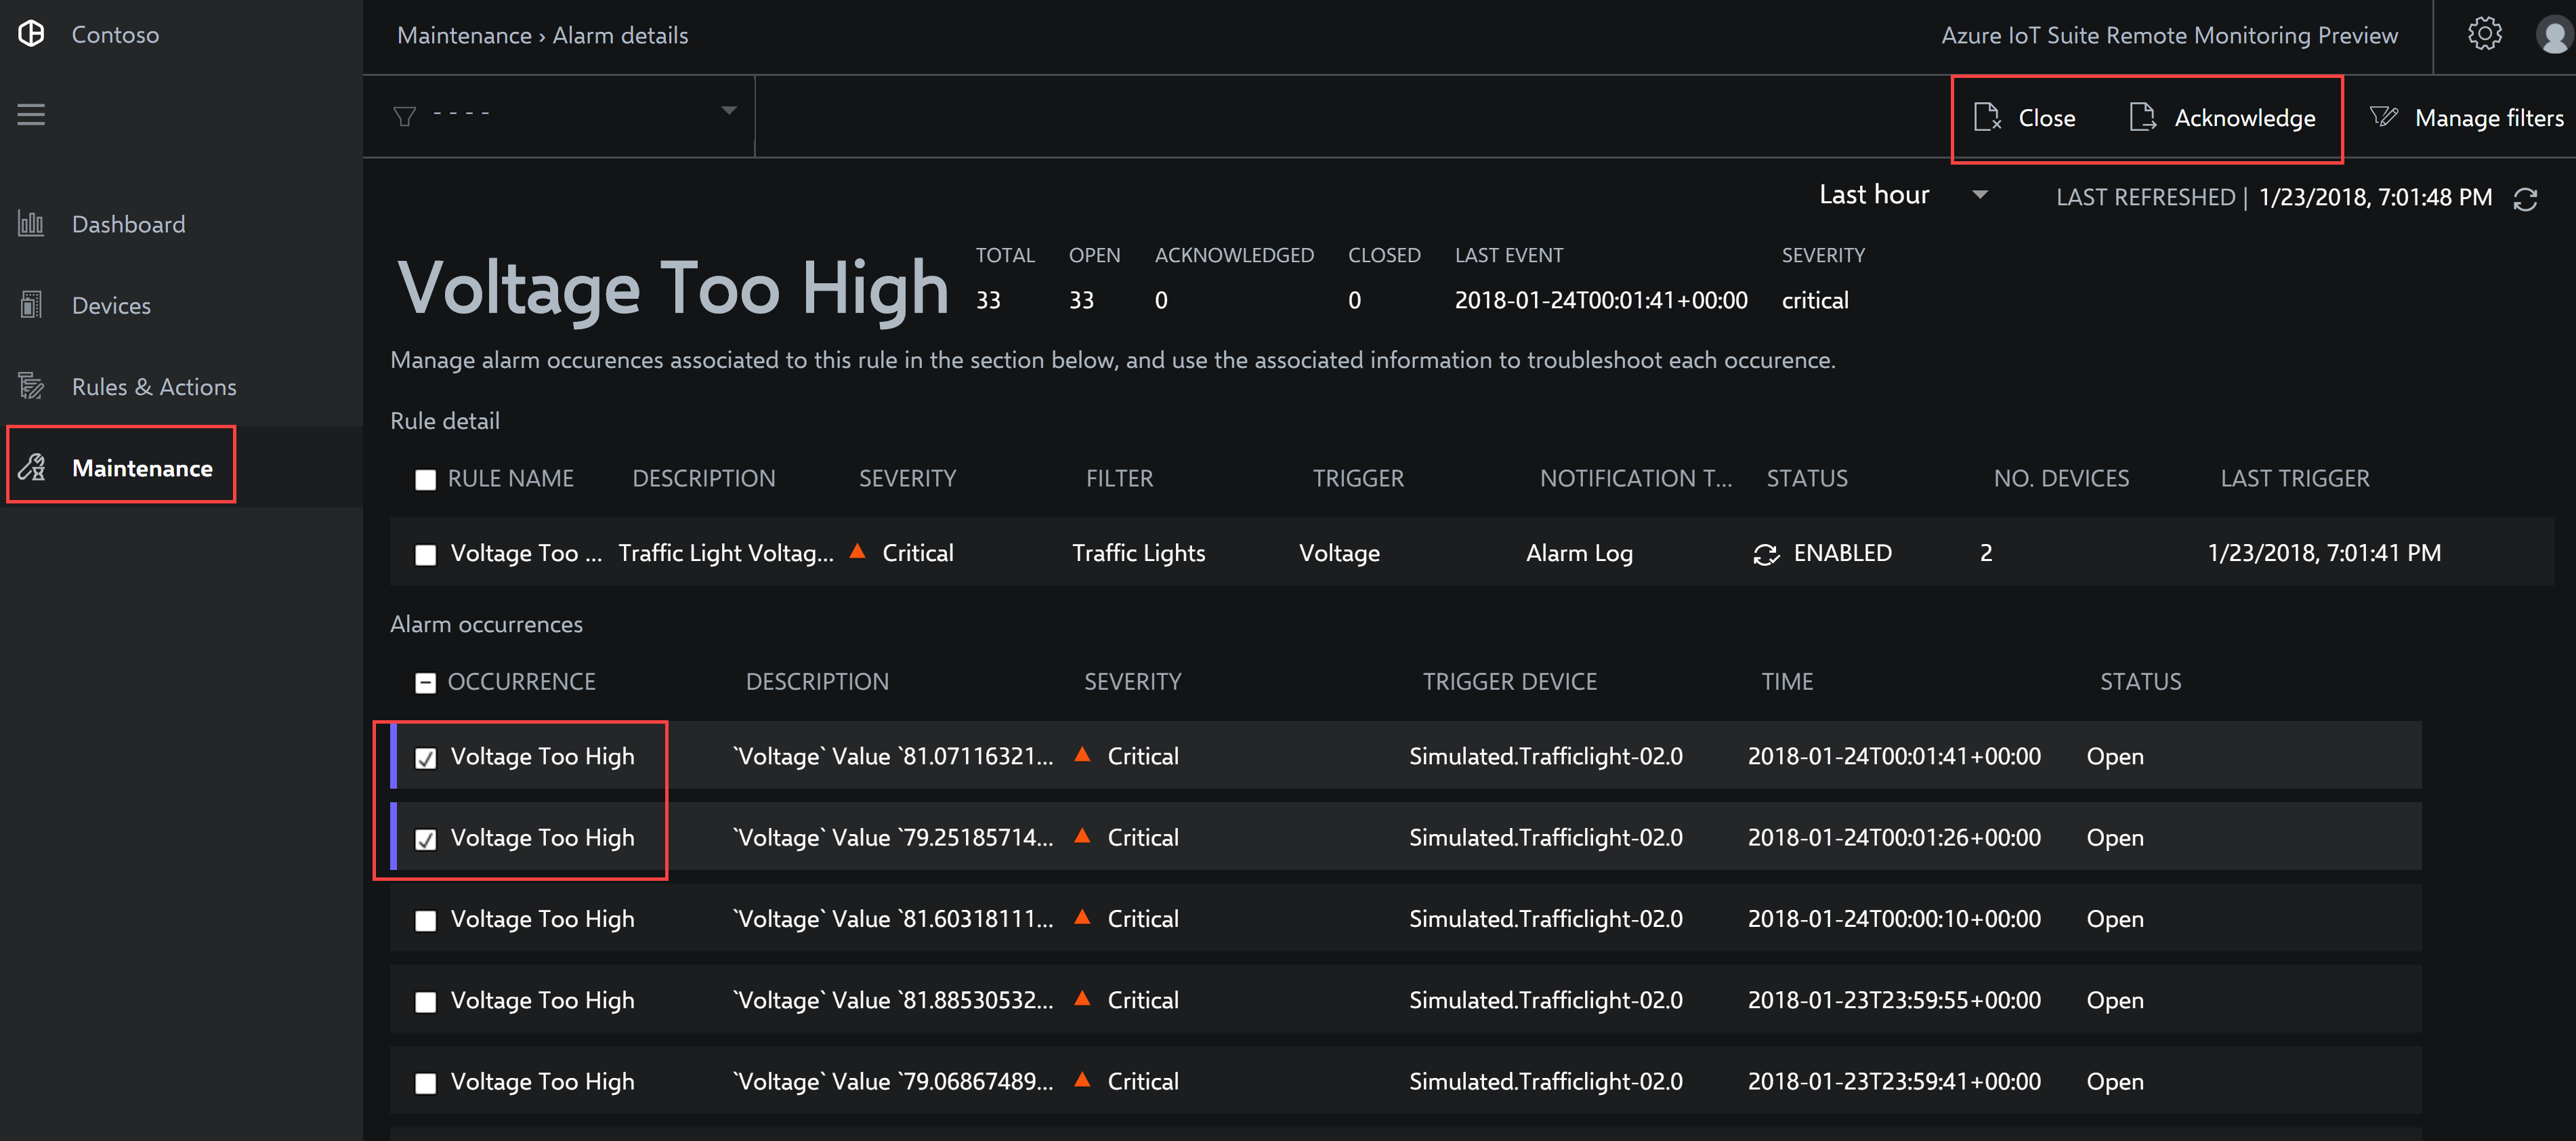 Contoso
Maintenance › Alarm details
Azure IoT Suite Remote Monitoring Preview
- - - -
Close
Acknowledge
Manage filters
Last hour
LAST REFRESHED | 1/23/2018, 7:01:48 PM
Dashboard
Devices
Rules & Actions
Maintenance
Voltage Too High
TOTAL OPEN ACKNOWLEDGED CLOSED LAST EVENT SEVERITY
33 33 0 0 2018-01-24T00:01:41+00:00 critical
Manage alarm occurences associated to this rule in the section below, and use the associated information to troubleshoot each occurence.
Rule detail
RULE NAME DESCRIPTION SEVERITY FILTER TRIGGER NOTIFICATION T... STATUS NO. DEVICES LAST TRIGGER
Voltage Too ... Traffic Light Voltag... Critical Traffic Lights Voltage Alarm Log ENABLED 2 1/23/2018, 7:01:41 PM
Alarm occurrences
OCCURRENCE DESCRIPTION SEVERITY TRIGGER DEVICE TIME STATUS
Voltage Too High `Voltage` Value `81.07116321... Critical Simulated.Trafficlight-02.0 2018-01-24T00:01:41+00:00 Open
Voltage Too High `Voltage` Value `79.25185714... Critical Simulated.Trafficlight-02.0 2018-01-24T00:01:26+00:00 Open
Voltage Too High `Voltage` Value `81.60318111... Critical Simulated.Trafficlight-02.0 2018-01-24T00:00:10+00:00 Open
Voltage Too High `Voltage` Value `81.88530532... Critical Simulated.Trafficlight-02.0 2018-01-23T23:59:55+00:00 Open
Voltage Too High `Voltage` Value `79.06867489... Critical Simulated.Trafficlight-02.0 2018-01-23T23:59:41+00:00 Open